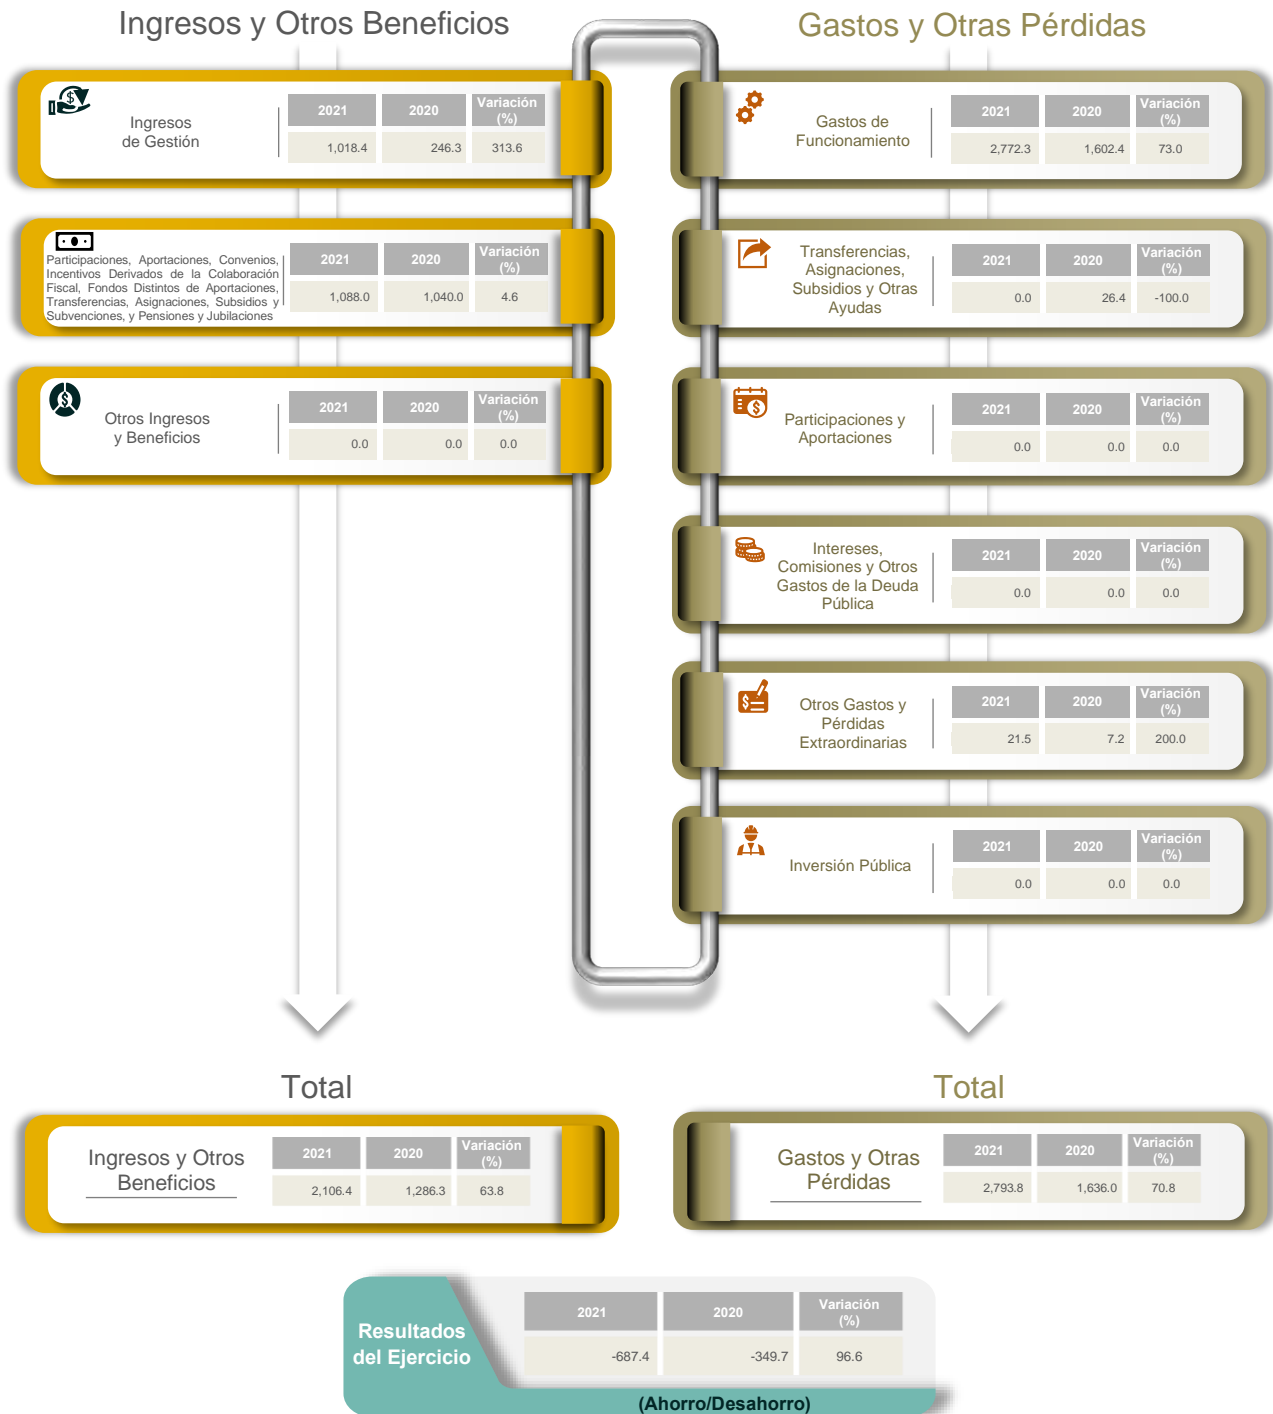 Ingresos y Otros Beneficios
Ingresos
de Gestión
2021 2020 Variación
(%)
1,018.4 246.3 313.6
Participaciones, Aportaciones, Convenios,
Incentivos Derivados de la Colaboración
Fiscal, Fondos Distintos de Aportaciones,
Transferencias, Asignaciones, Subsidios y
Subvenciones, y Pensiones y Jubilaciones
2021 2020 Variación
(%)
1,088.0 1,040.0 4.6
Otros Ingresos
y Beneficios
2021 2020 Variación
(%)
0.0 0.0 0.0
Gastos y Otras Pérdidas
Gastos de
Funcionamiento
2021 2020 Variación
(%)
2,772.3 1,602.4 73.0
Transferencias,
Asignaciones,
Subsidios y Otras
Ayudas
2021 2020 Variación
(%)
0.0 26.4 -100.0
Participaciones y
Aportaciones
2021 2020 Variación
(%)
0.0 0.0 0.0
Intereses,
Comisiones y Otros
Gastos de la Deuda
Pública
2021 2020 Variación
(%)
0.0 0.0 0.0
Otros Gastos y
Pérdidas
Extraordinarias
2021 2020 Variación
(%)
21.5 7.2 200.0
Inversión Pública
2021 2020 Variación
(%)
0.0 0.0 0.0
Total
Ingresos y Otros
Beneficios
2021 2020 Variación
(%)
2,106.4 1,286.3 63.8
Total
Gastos y Otras
Pérdidas
2021 2020 Variación
(%)
2,793.8 1,636.0 70.8
Resultados
del Ejercicio
2021 2020 Variación
(%)
-687.4 -349.7 96.6
(Ahorro/Desahorro)